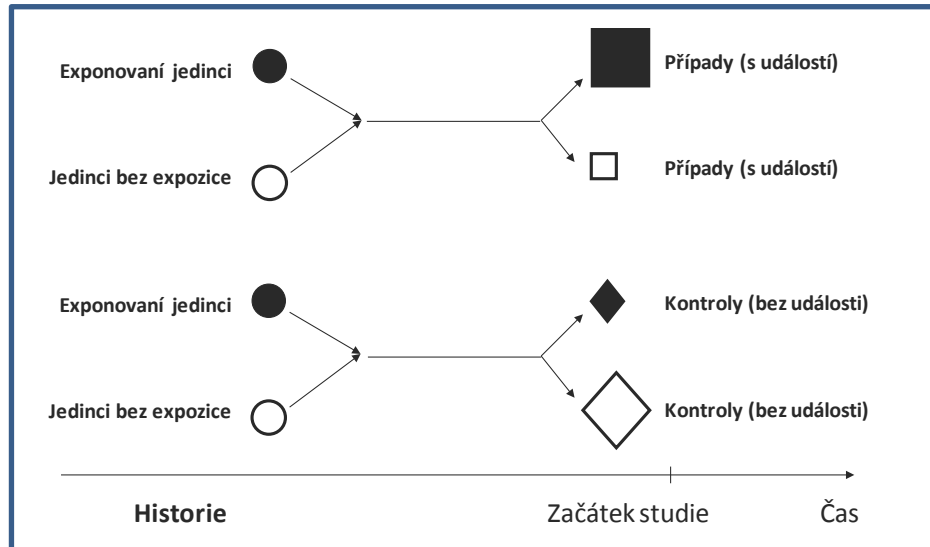 Exponovaní jedinci
Případy (s událostí)
Jedinci bez expozice
Případy (s událostí)
Exponovaní jedinci
Kontroly (bez události)
Jedinci bez expozice
Kontroly (bez události)
Historie
Začátek studie
Čas